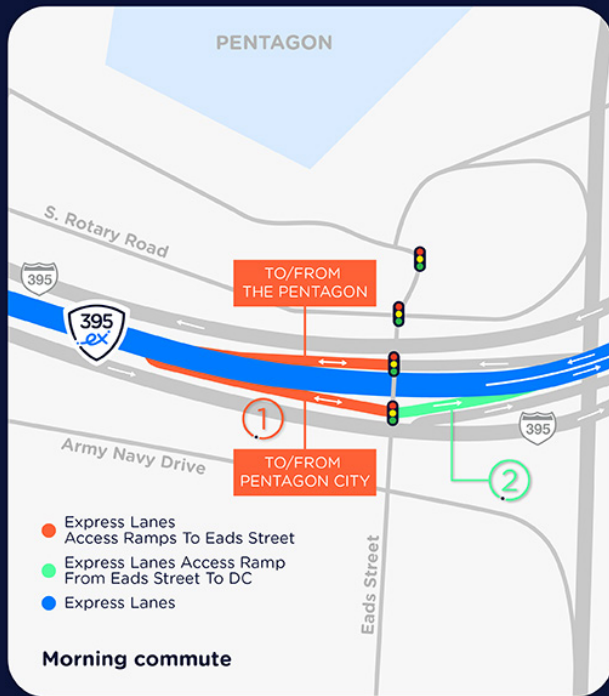 PENTAGON
S. Rotary Road
395
TO/FROM
THE PENTAGON
395
ex
1
395
Army Navy Drive
TO/FROM
PENTAGON CITY
2
Express Lanes
Access Ramps To Eads Street
Express Lanes Access Ramp
From Eads Street To DC
Express Lanes
Eads Street
Morning commute